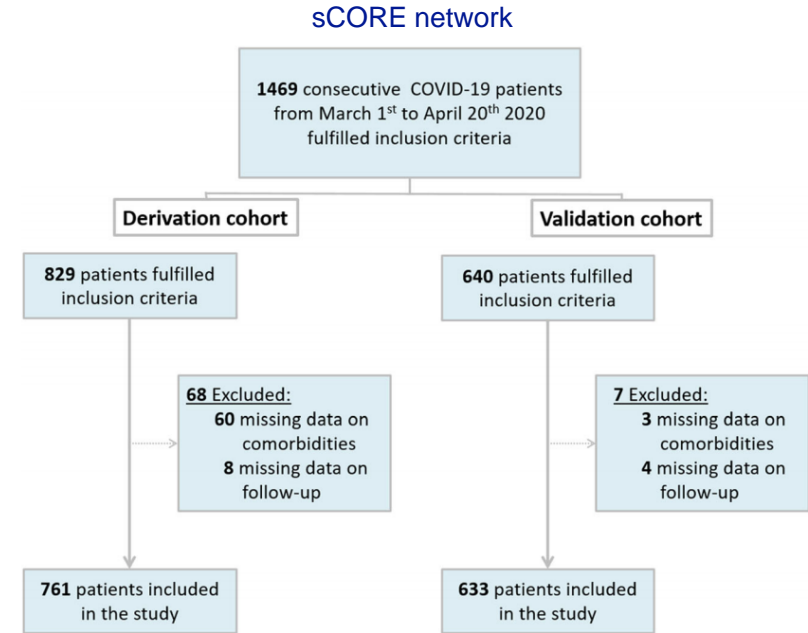 sCORE network
1469 consecutive COVID-19 patients
from March 1st to April 20th 2020
fulfilled inclusion criteria
Derivation cohort
Validation cohort
829 patients fulfilled
inclusion criteria
640 patients fulfilled
inclusion criteria
68 Excluded:
60 missing data on
comorbidities
8 missing data on
follow-up
7 Excluded:
3 missing data on
comorbidities
4 missing data on
follow-up
761 patients included
in the study
633 patients included
in the study